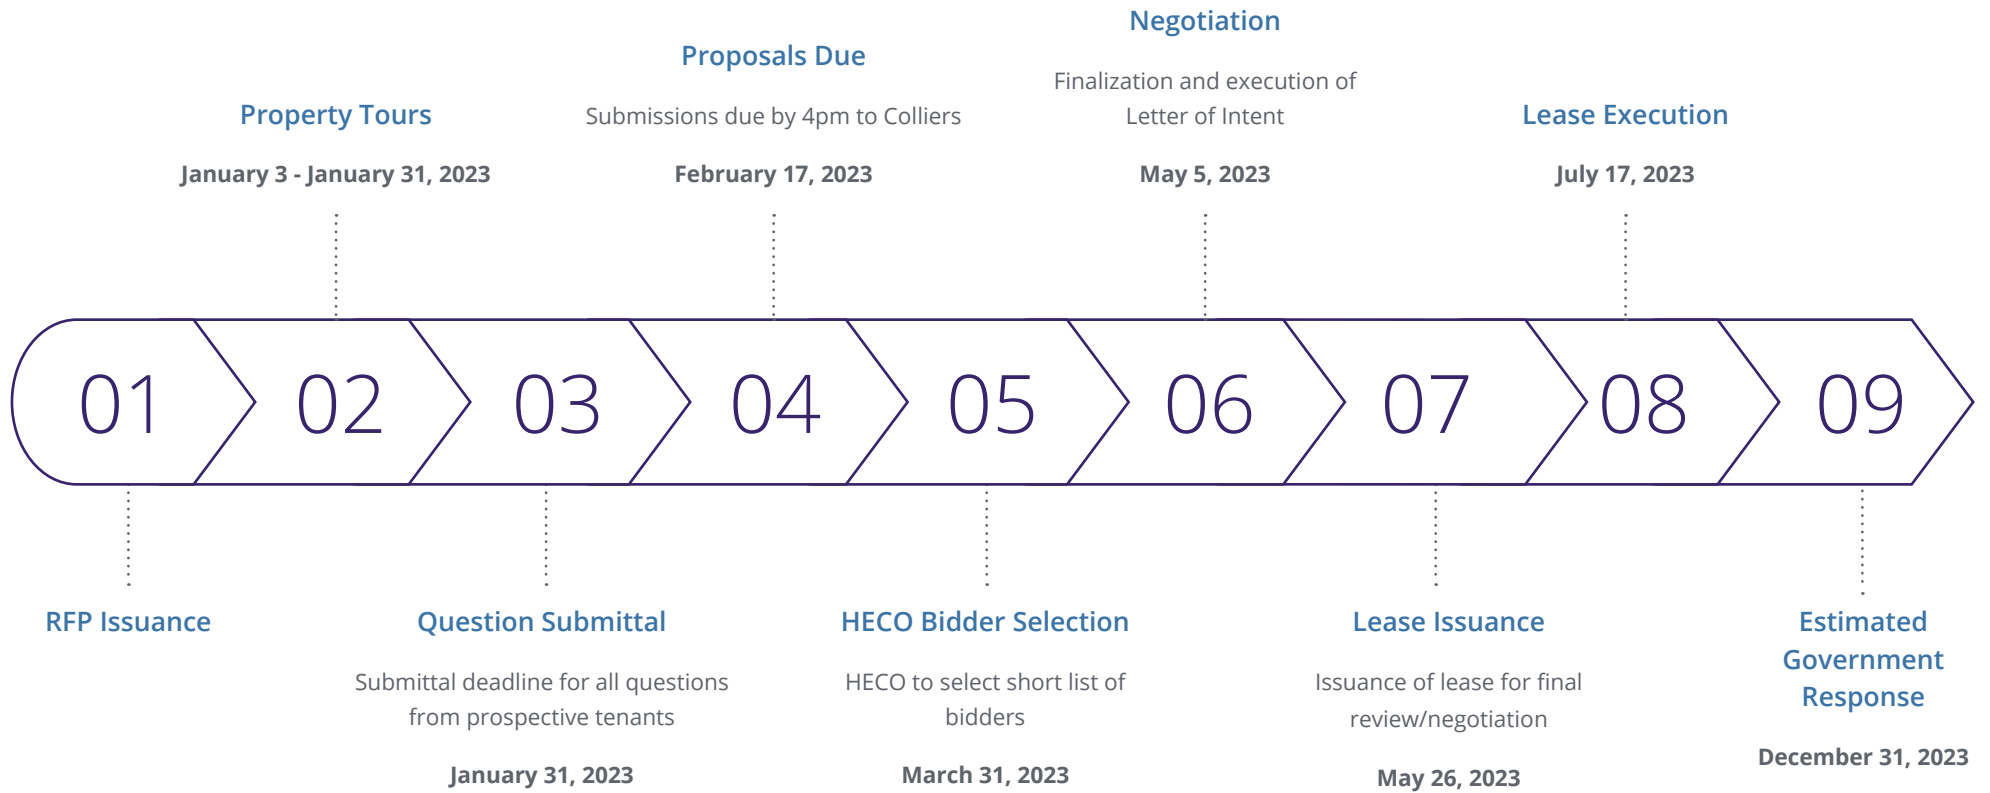 Negotiation
Proposals Due
Finalization and execution of
Letter of Intent
Property Tours
Submissions due by 4pm to Colliers
Lease Execution
January 3 - January 31, 2023
February 17, 2023
May 5, 2023
July 17, 2023
01
02
03
04
05
06
07
08
09
RFP Issuance
Question Submittal
Submittal deadline for all questions
from prospective tenants
January 31, 2023
HECO Bidder Selection
HECO to select short list of
bidders
March 31, 2023
Lease Issuance
Issuance of lease for final
review/negotiation
May 26, 2023
Estimated
Government
Response
December 31, 2023